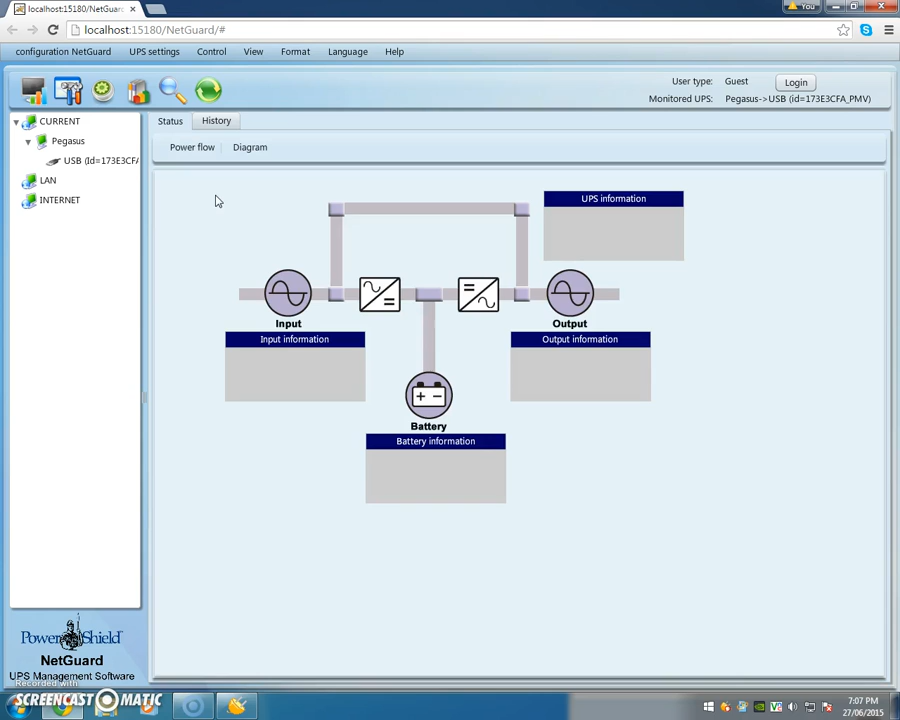 localhost:15180/NetGuar
You
localhost:15180/NetGuard/#
configuration NetGuard UPS settings Control View Format Language Help
User type: Guest Login
Monitored UPS: Pegasus->USB (id=173E3CFA_PMV)
CURRENT
Pegasus
USB (Id=173E3CF
LAN
INTERNET
Status History
Power flow Diagram
UPS information
Input
Output
Input information
Output information
Battery
Battery information
PowerShield
NetGuard
UPS Management Software
Recorded with
SCREENCAST MATIC
7:07 PM
27/06/2015